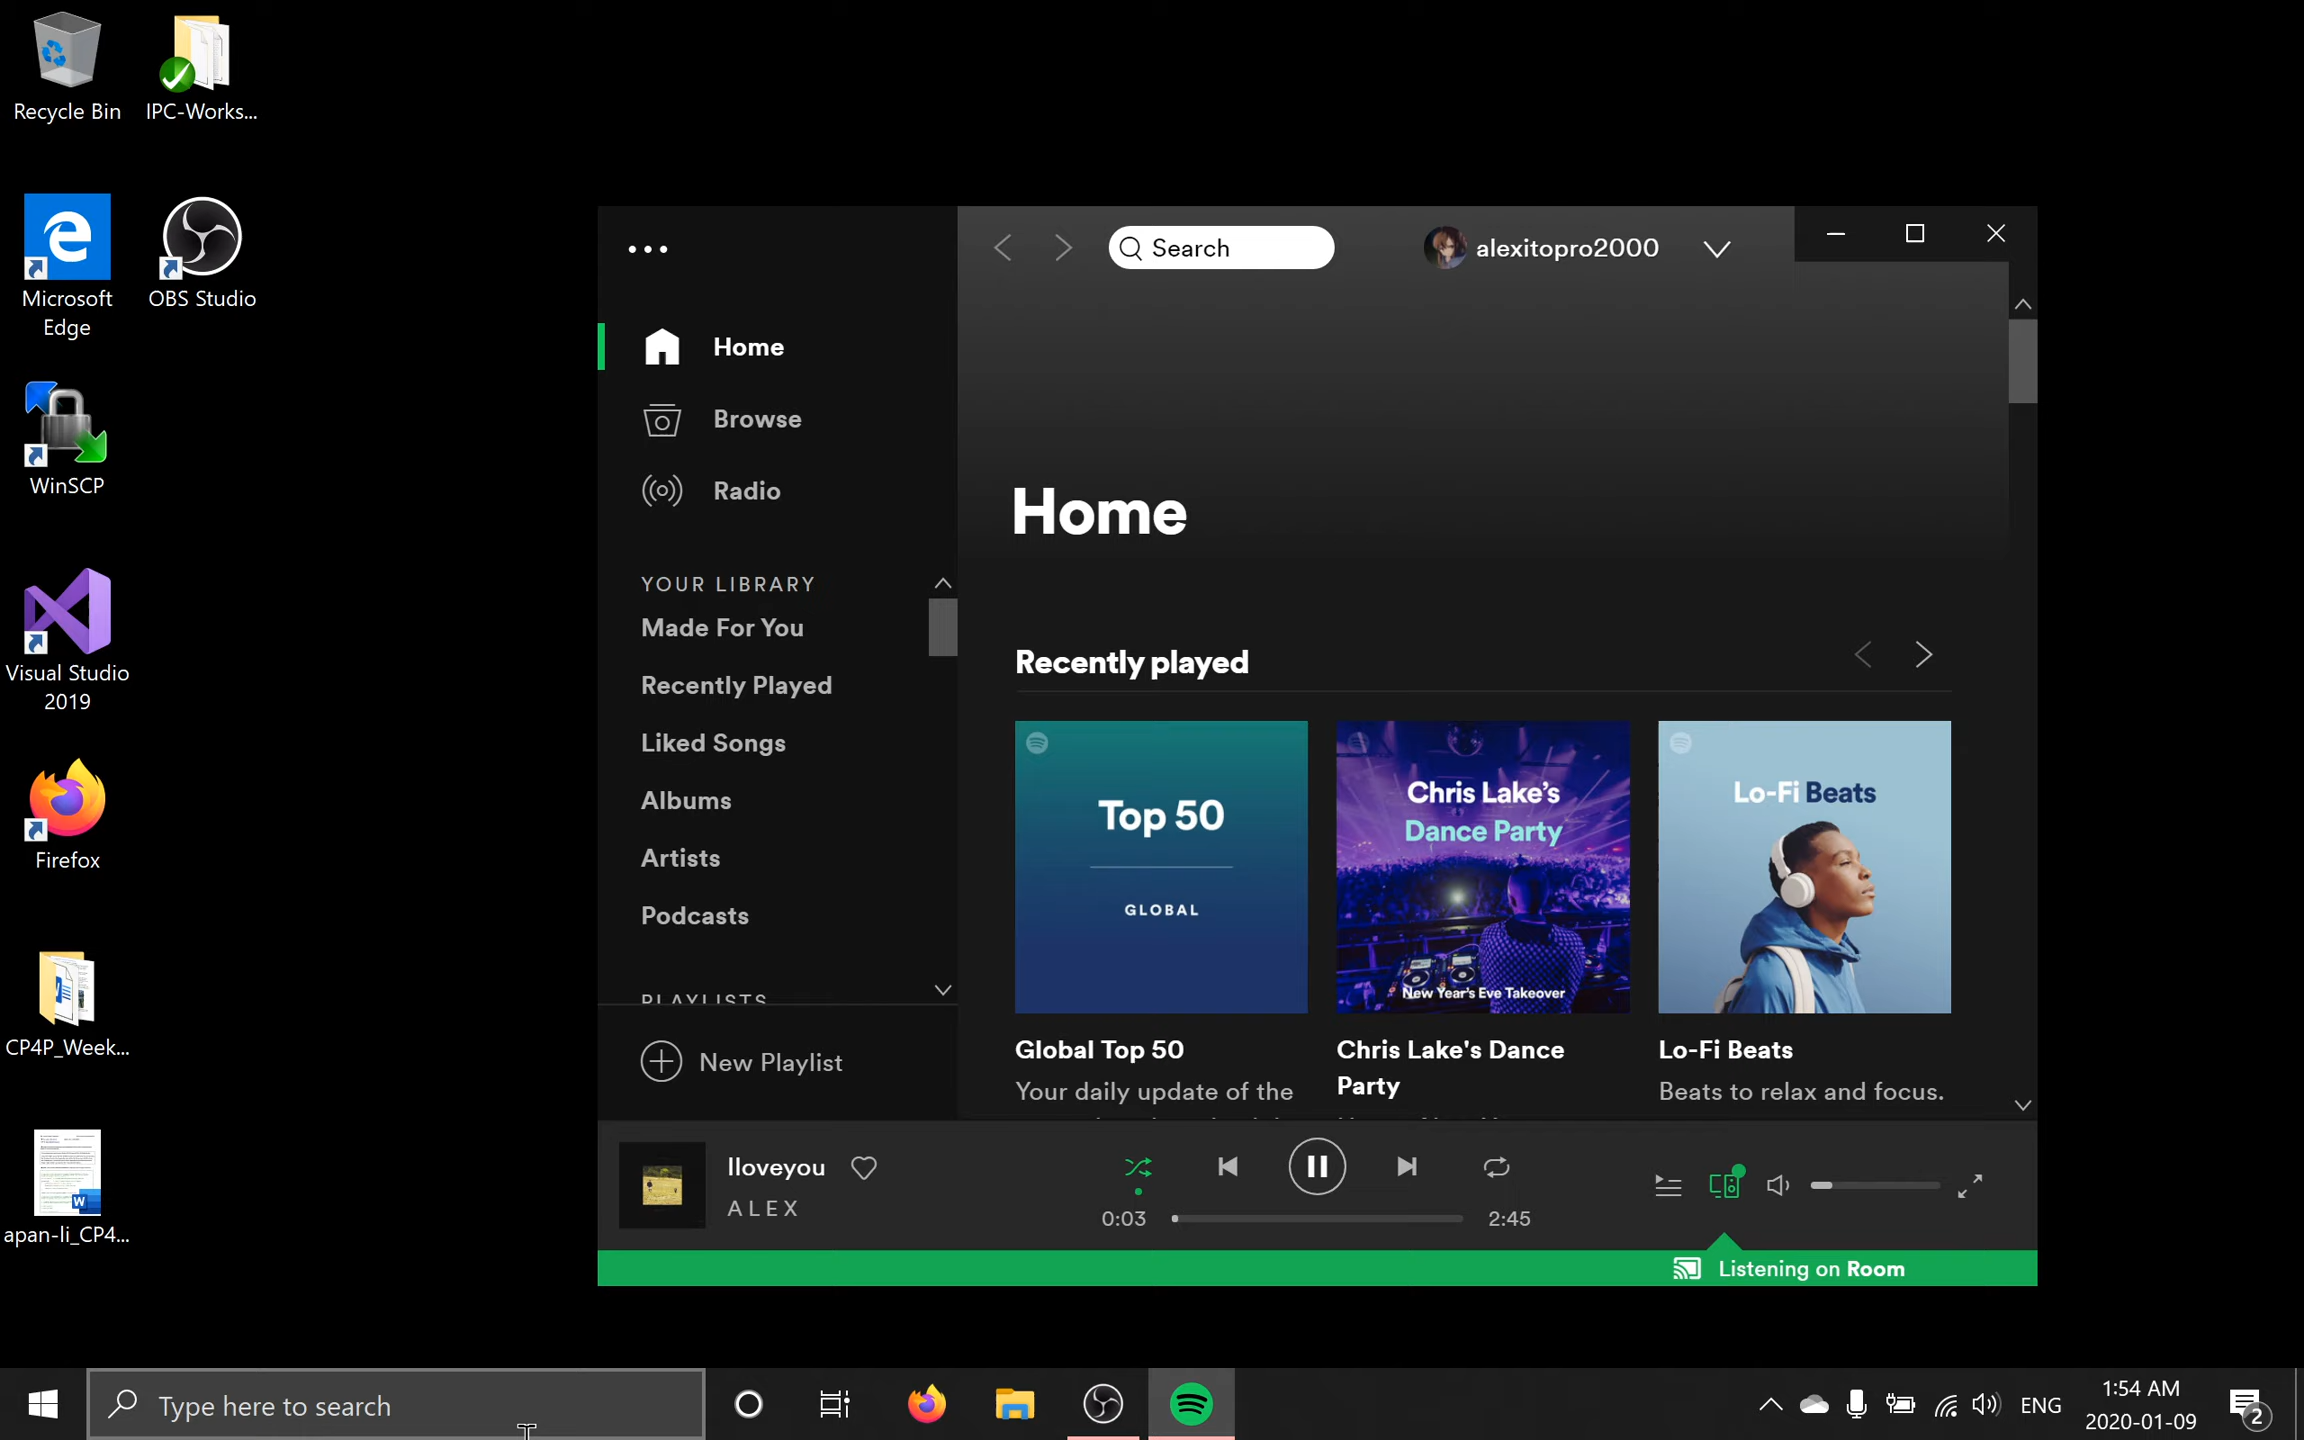 Recycle Bin
IPC-Works...
Microsoft
Edge
OBS Studio
WinSCP
Visual Studio
2019
Firefox
CP4P_Week...
apan-li_CP4...
Search
alexitopro2000
Home
Browse
Radio
YOUR LIBRARY
Made For You
Recently Played
Liked Songs
Albums
Artists
Podcasts
PLAYLISTS
New Playlist
Home
Recently played
Top 50
GLOBAL
Chris Lake's
Dance Party
New Year's Eve Takeover
Lo-Fi Beats
Global Top 50
Your daily update of the
Chris Lake's Dance
Party
Lo-Fi Beats
Beats to relax and focus.
Iloveyou
ALEX
0:03
2:45
Listening on Room
Type here to search
ENG
1:54 AM
2020-01-09
2